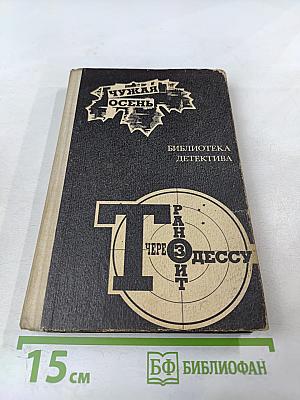 ЧУЖАЯ
ОСЕНЬ
БИБЛИОТЕКА
ДЕТЕКТИВА
ТРАНЗИТ
ЧЕРЕЗ
ОДЕССУ
15 см
БФ БИБЛИОФАН